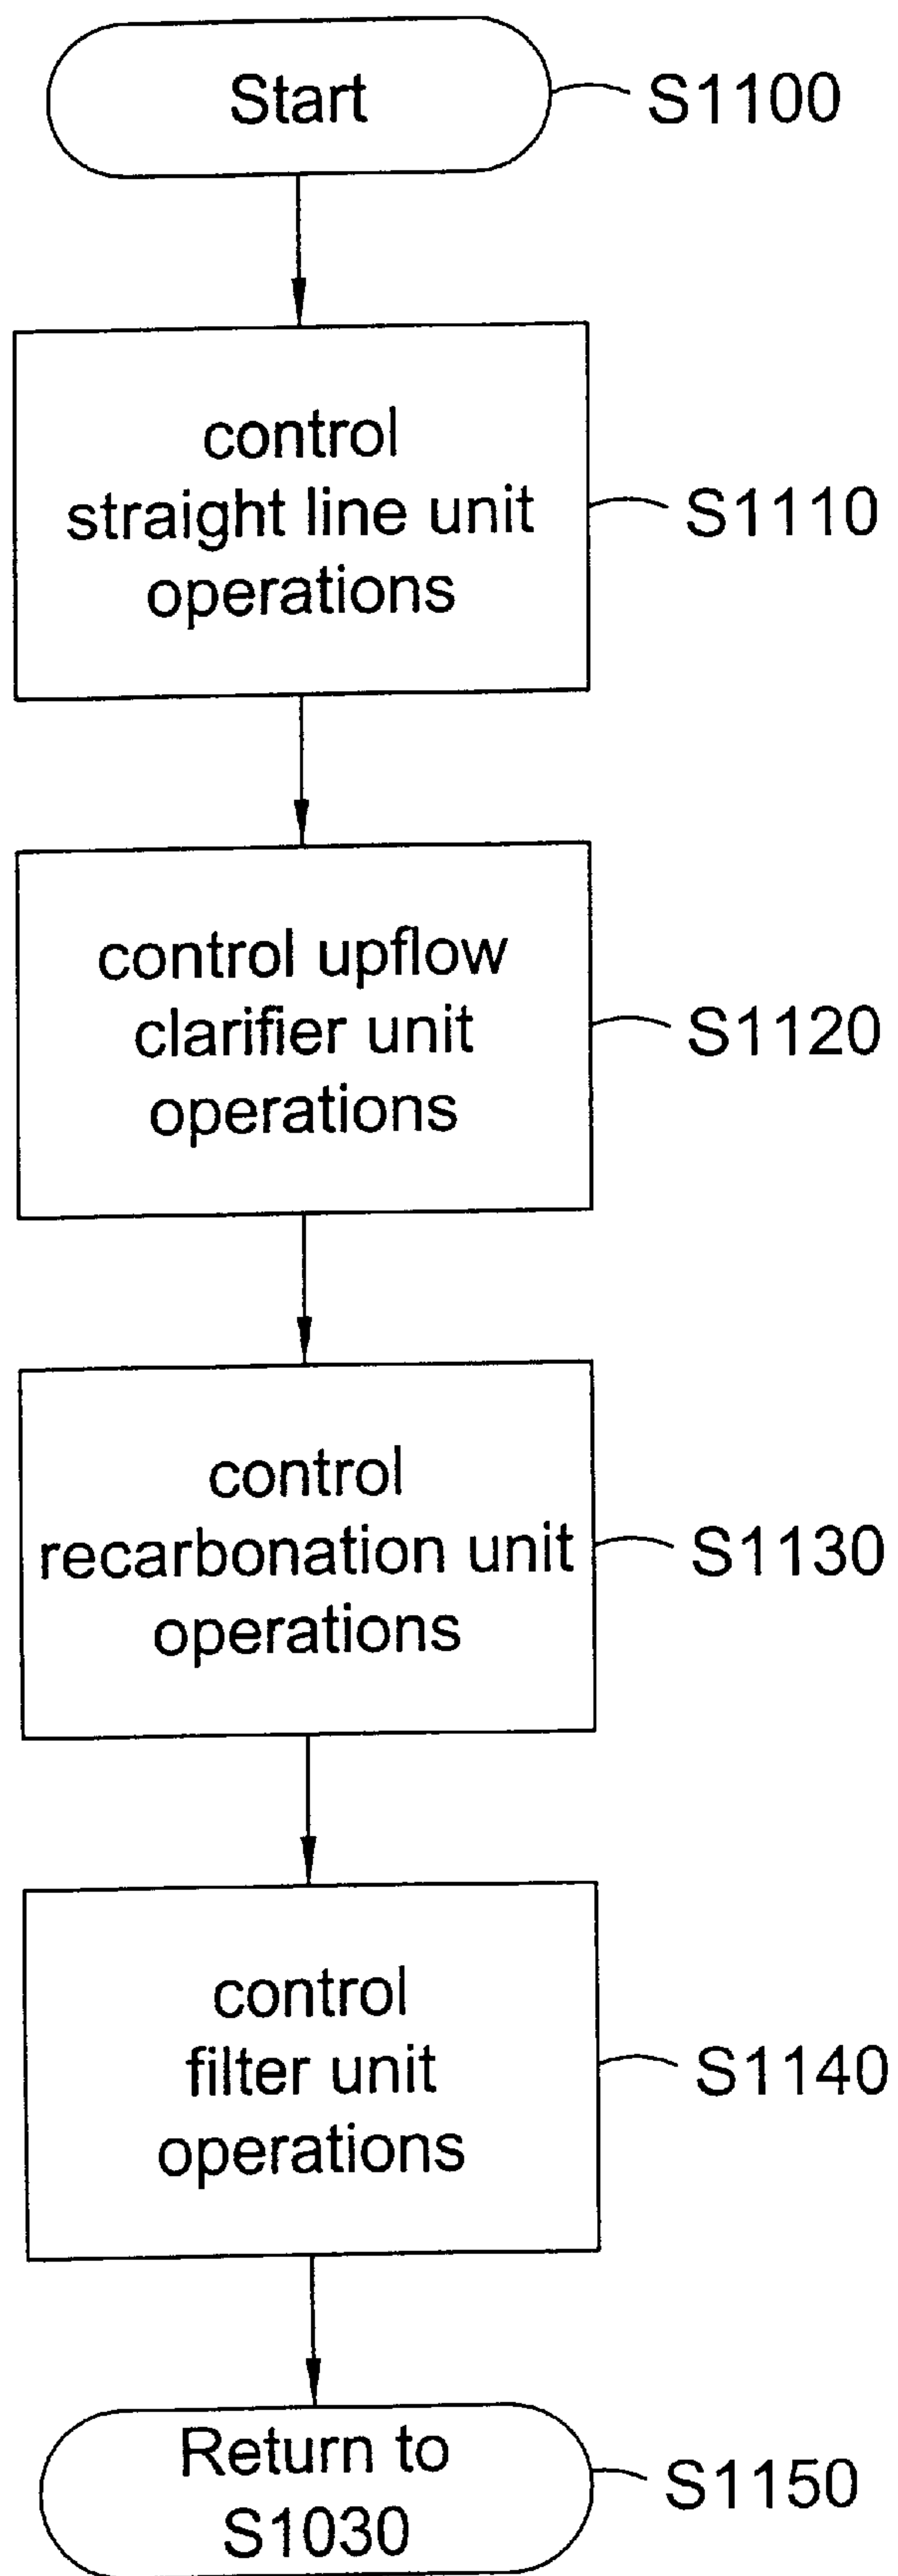 Start
S1100
control
straight line unit
operations
S1110
control upflow
clarifier unit
operations
S1120
control
recarbonation unit
operations
S1130
control
filter unit
operations
S1140
Return to
S1030
S1150